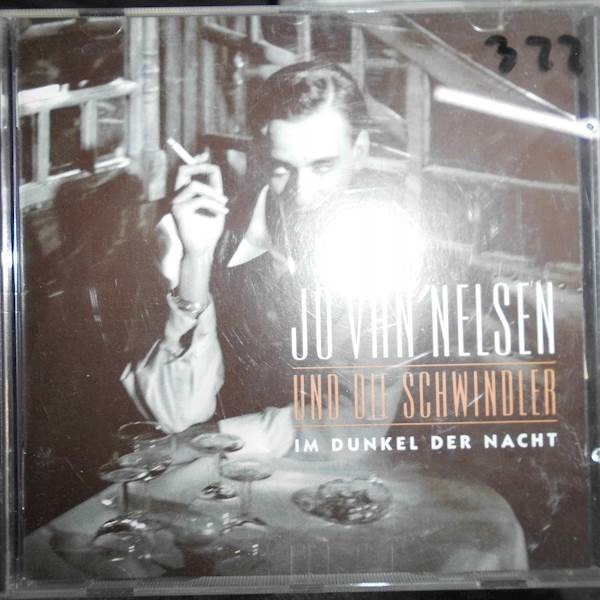 377
JO VAN NELSEN
UND DIE SCHWINDLER
IM DUNKEL DER NACHT